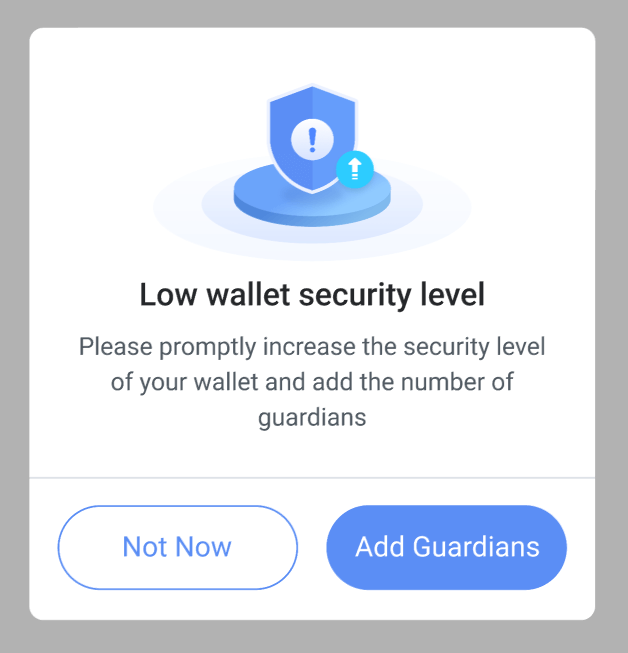 Low wallet security level
Please promptly increase the security level
of your wallet and add the number of
guardians
Not Now
Add Guardians